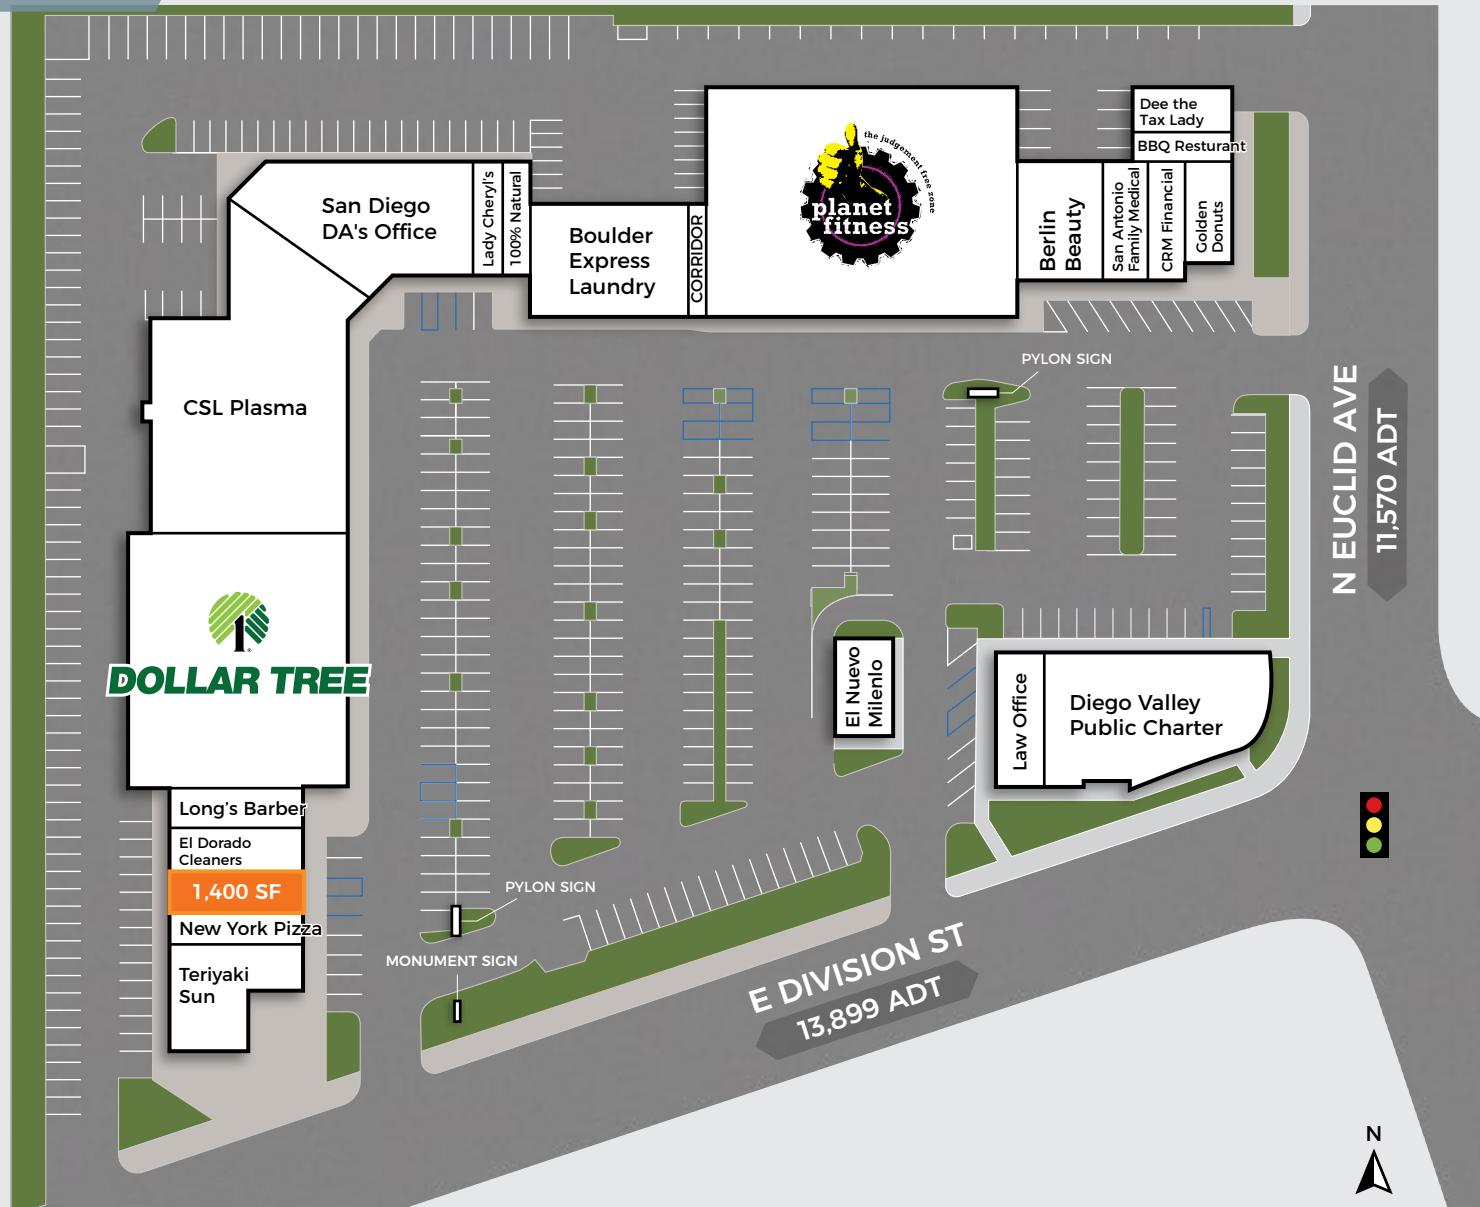 Dee the
Tax Lady
BBQ Resturant
the judgement free zone
planet
fitness
San Diego
DA's Office
Lady Cheryl's
100% Natural
Boulder
Express
Laundry
CORRIDOR
Berlin
Beauty
San Antonio
Family Medical
CRM Financial
Golden
Donuts
PYLON SIGN
CSL Plasma
N EUCLID AVE
11,570 ADT
DOLLAR TREE
El Nuevo
Milenlo
Law Office
Diego Valley
Public Charter
Long’s Barber
El Dorado
Cleaners
1,400 SF
New York Pizza
Teriyaki
Sun
PYLON SIGN
MONUMENT SIGN
E DIVISION ST
13,899 ADT
N